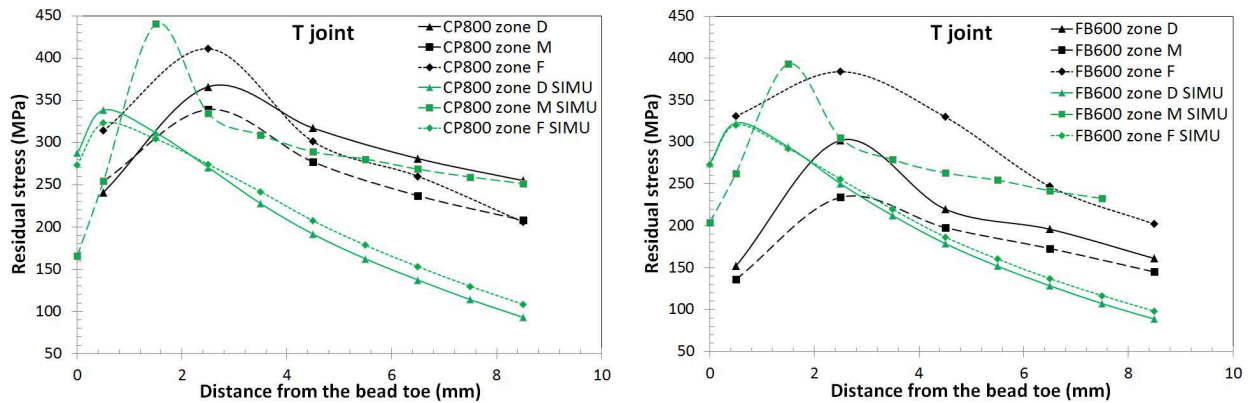 T joint
CP800 zone D
CP800 zone M
CP800 zone F
CP800 zone D SIMU
CP800 zone M SIMU
CP800 zone F SIMU
Residual stress (MPa)
450
400
350
300
250
200
150
100
50
0
2
4
6
8
10
Distance from the bead toe (mm)
T joint
FB600 zone D
FB600 zone M
FB600 zone F
FB600 zone D SIMU
FB600 zone M SIMU
FB600 zone F SIMU
Residual stress (MPa)
450
400
350
300
250
200
150
100
50
0
2
4
6
8
10
Distance from the bead toe (mm)